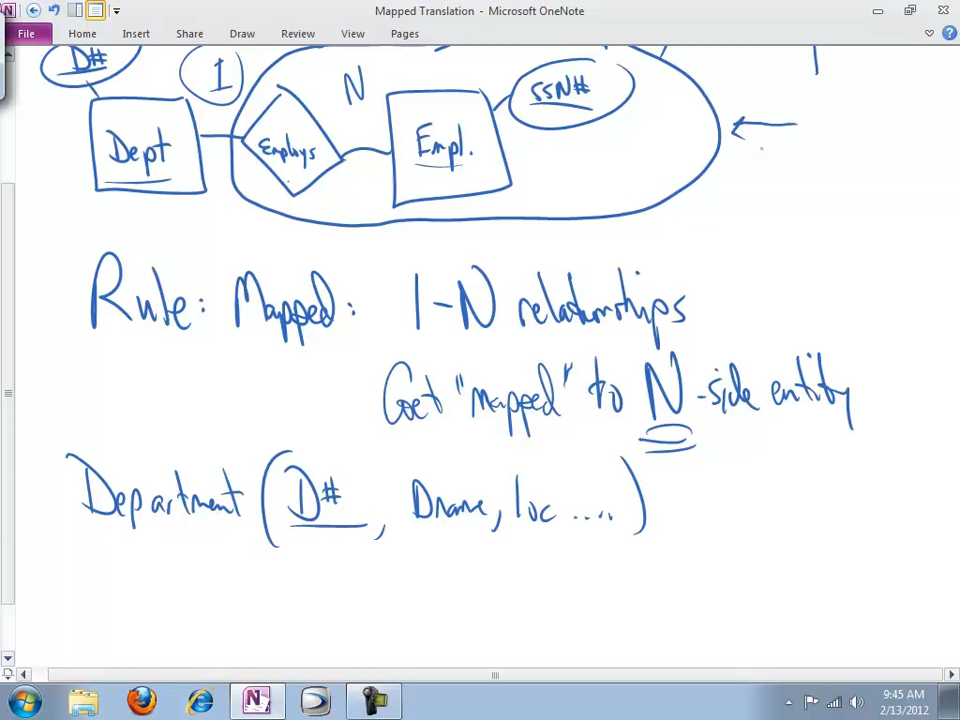 Mapped Translation - Microsoft OneNote
File Home Insert Share Draw Review View Pages
D# 1 N SSN#
Dept Employs Empl.
Rule: Mapped: 1-N relationships
Get "mapped" to N-side entity
Department (D#, Dname, loc ....)
9:45 AM
2/13/2012